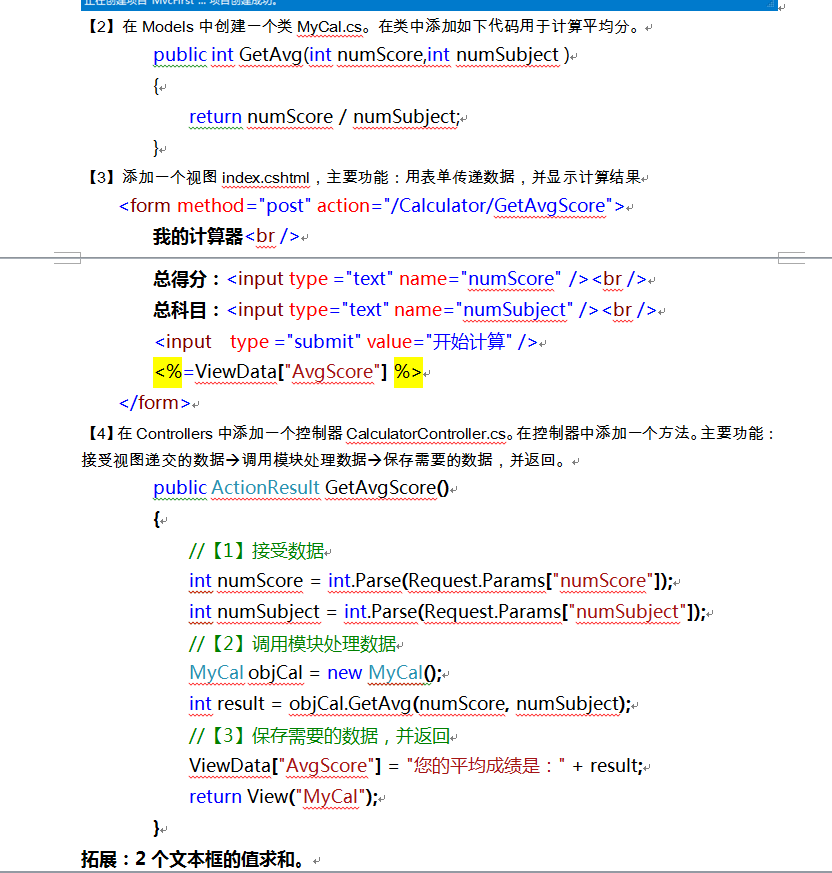 正在创建项目"MvcFirst"... 项目创建成功。
【2】在 Models 中创建一个类 MyCal.cs。在类中添加如下代码用于计算平均分。
public int GetAvg(int numScore,int numSubject )
{
return numScore / numSubject;
}
【3】添加一个视图 index.cshtml，主要功能：用表单传递数据，并显示计算结果
<form method="post" action="/Calculator/GetAvgScore">
我的计算器<br />
总得分：<input type ="text" name="numScore" /><br />
总科目：<input type="text" name="numSubject" /><br />
<input   type ="submit" value="开始计算" />
<%=ViewData["AvgScore"] %>
</form>
【4】在 Controllers 中添加一个控制器 CalculatorController.cs。在控制器中添加一个方法。主要功能：
接受视图递交的数据→调用模块处理数据→保存需要的数据，并返回。
public ActionResult GetAvgScore()
{
//【1】接受数据
int numScore = int.Parse(Request.Params["numScore"]);
int numSubject = int.Parse(Request.Params["numSubject"]);
//【2】调用模块处理数据
MyCal objCal = new MyCal();
int result = objCal.GetAvg(numScore, numSubject);
//【3】保存需要的数据，并返回
ViewData["AvgScore"] = "您的平均成绩是：" + result;
return View("MyCal");
}
拓展：2 个文本框的值求和。